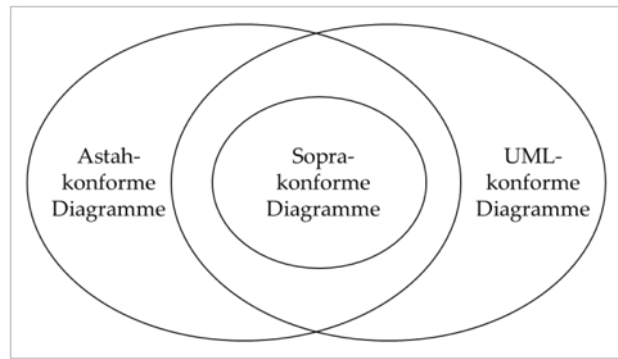 Astah-
konforme
Diagramme
Sopra-
konforme
Diagramme
UML-
konforme
Diagramme